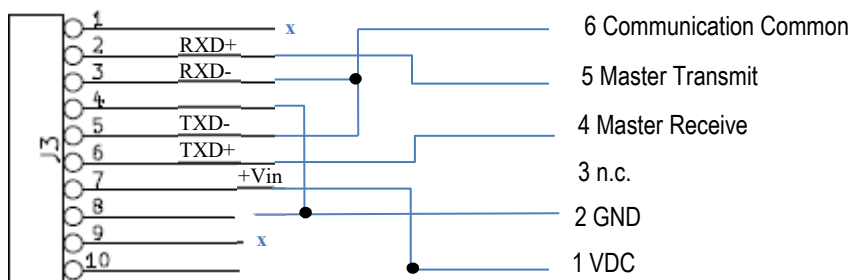 1 x 6 Communication Common
2 RXD+ 5 Master Transmit
3 RXD-
4
5 TXD- 4 Master Receive
6 TXD+
7 +Vin 3 n.c.
8 2 GND
9 x
10 1 VDC
J3